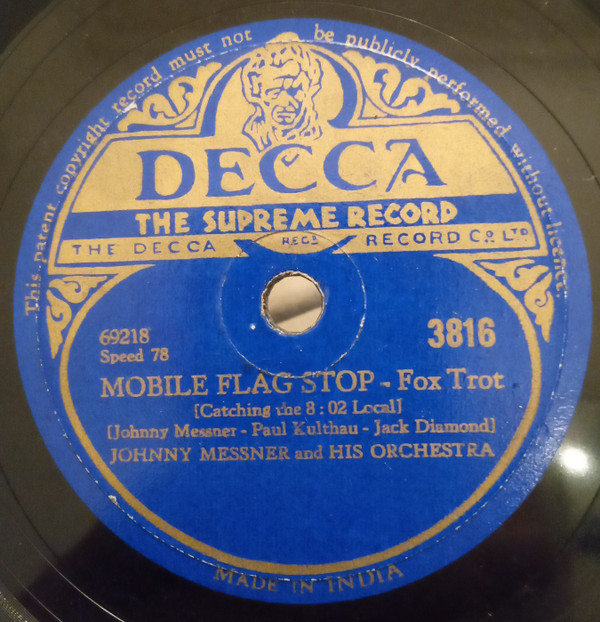 This patent copyright record must not be publicly performed without licence
DECCA
THE SUPREME RECORD
THE DECCA REGD RECORD CO LTD
69218
Speed 78
3816
MOBILE FLAG STOP - Fox Trot
[Catching the 8 : 02 Local]
[Johnny Messner - Paul Kulthau - Jack Diamond]
JOHNNY MESSNER and HIS ORCHESTRA
MADE IN INDIA